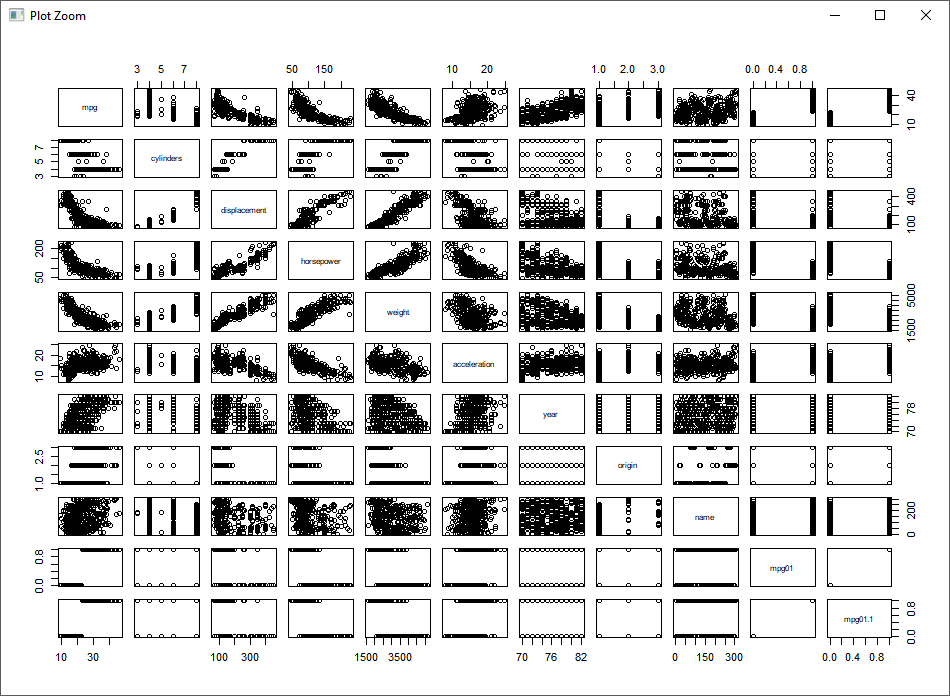 Plot Zoom
3 5 7 50 150 10 20 1.0 2.0 3.0 0.0 0.4 0.8
mpg 10 40
3 5 7 cylinders
displacement 100 400
50 200 horsepower
weight 1500 5000
10 20 acceleration
year 70 78
1.0 2.5 origin
name 0 200
0.0 0.8 mpg01
mpg01.1 0.0 0.8
10 30 100 300 1500 3500 70 76 82 0 150 300 0.0 0.4 0.8